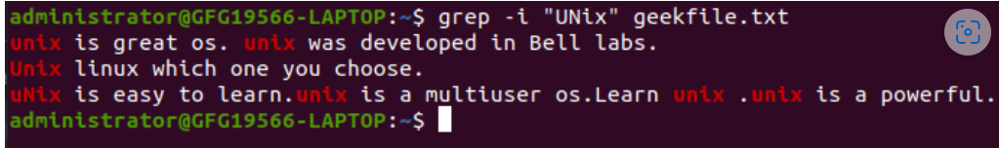 administrator@GFG19566-LAPTOP:~$ grep -i "UNix" geekfile.txt
unix is great os. unix was developed in Bell labs.
Unix linux which one you choose.
uNix is easy to learn.unix is a multiuser os.Learn unix .unix is a powerful.
administrator@GFG19566-LAPTOP:~$